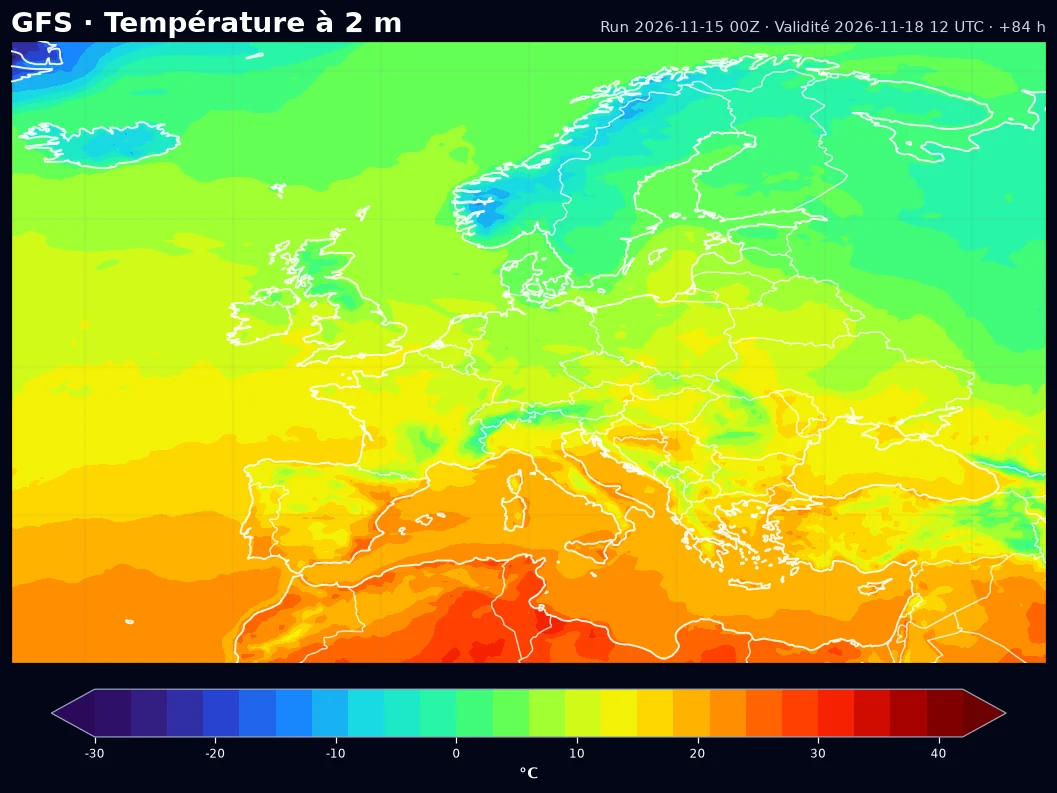 GFS · Température à 2 m
Run 2026-11-15 00Z · Validité 2026-11-18 12 UTC · +84 h
-30 -20 -10 0 10 20 30 40
°C